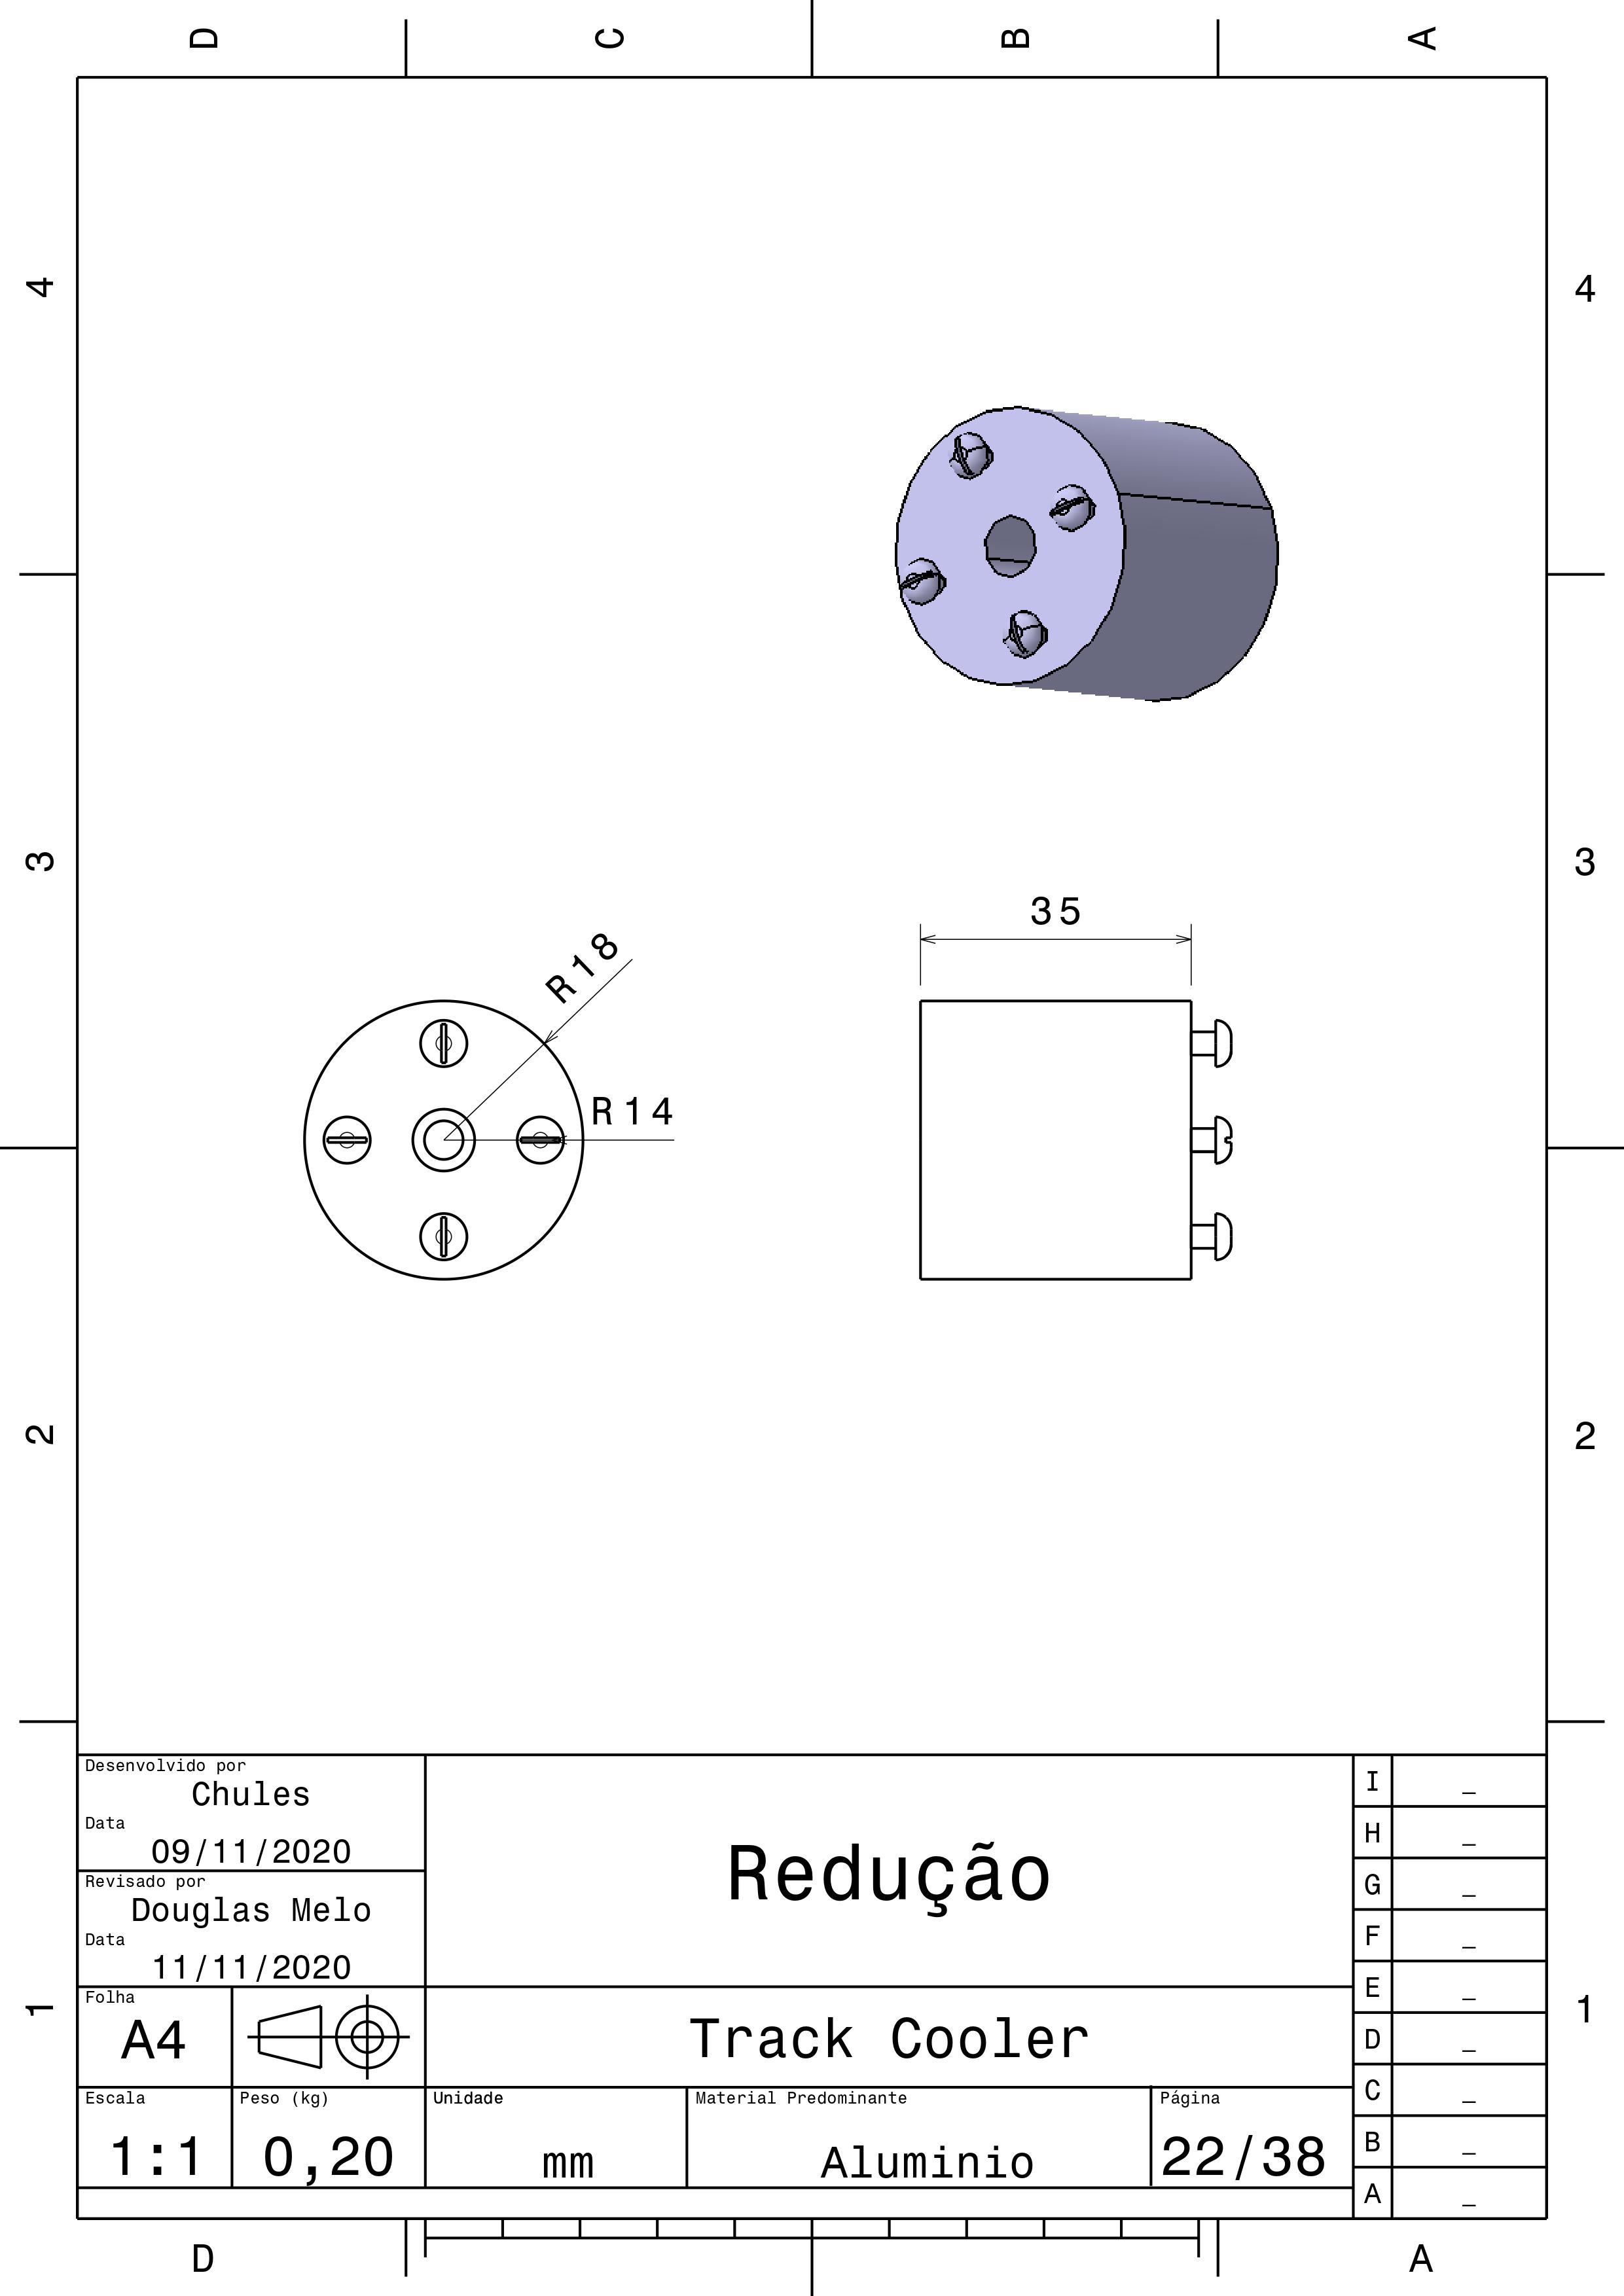 D C B A
4 4
3 3
35
R18
R14
2 2
Desenvolvido por
Chules
Data
09/11/2020
Revisado por
Douglas Melo
Data
11/11/2020
Redução
Folha
A4
Track Cooler
Escala
1:1
Peso (kg)
0,20
Unidade
mm
Material Predominante
Aluminio
Página
22/38
I _
H _
G _
F _
E _
D _
C _
B _
A _
1 1
D A